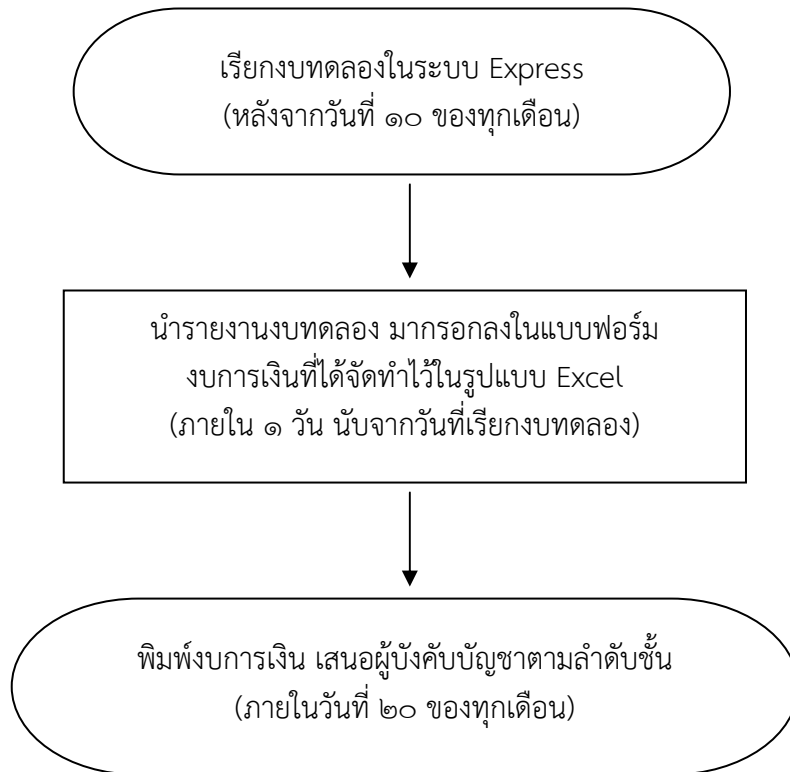 เรียกงบทดลองในระบบ Express
(หลังจากวันที่ ๑๐ ของทุกเดือน)
นำรายงานงบทดลอง มากรอกลงในแบบฟอร์ม
งบการเงินที่ได้จัดทำไว้ในรูปแบบ Excel
(ภายใน ๑ วัน นับจากวันที่เรียกงบทดลอง)
พิมพ์งบการเงิน เสนอผู้บังคับบัญชาตามลำดับชั้น
(ภายในวันที่ ๒๐ ของทุกเดือน)